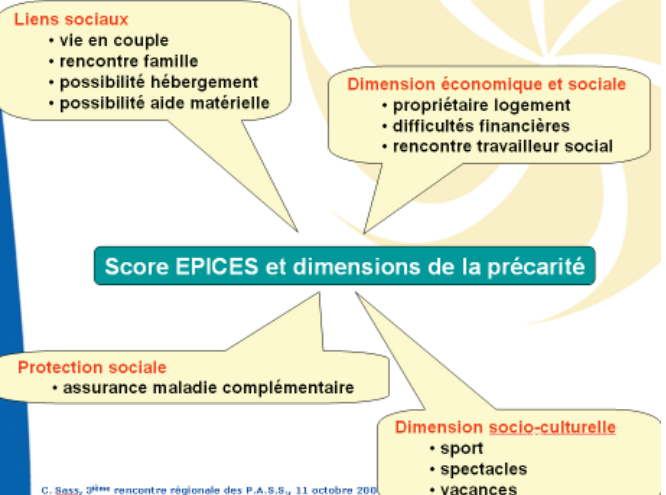 Liens sociaux
• vie en couple
• rencontre famille
• possibilité hébergement
• possibilité aide matérielle
Dimension économique et sociale
• propriétaire logement
• difficultés financières
• rencontre travailleur social
Score EPICES et dimensions de la précarité
Protection sociale
• assurance maladie complémentaire
Dimension socio-culturelle
• sport
• spectacles
• vacances
C. Sass, 3ième rencontre régionale des P.A.S.S., 11 octobre